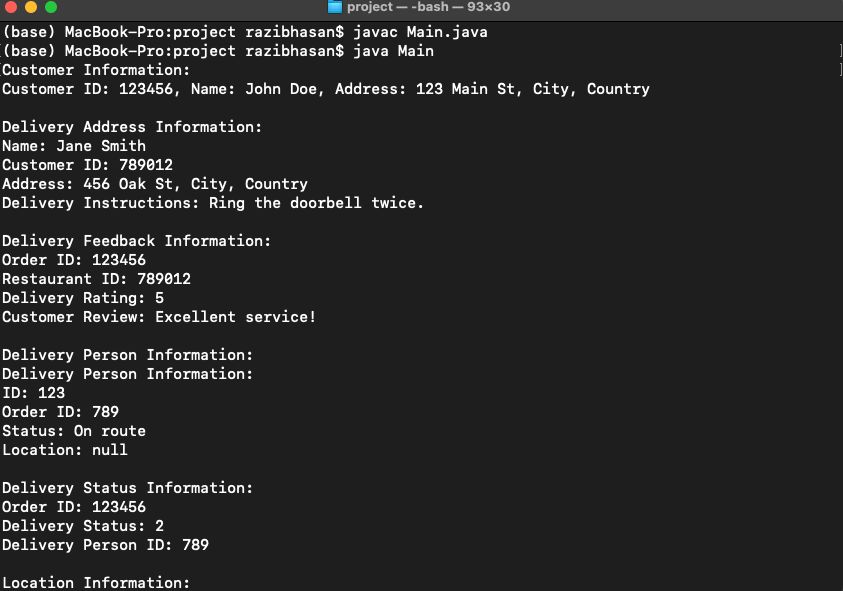 project — -bash — 93×30
(base) MacBook-Pro:project razibhasan$ javac Main.java
(base) MacBook-Pro:project razibhasan$ java Main
Customer Information:
Customer ID: 123456, Name: John Doe, Address: 123 Main St, City, Country
Delivery Address Information:
Name: Jane Smith
Customer ID: 789012
Address: 456 Oak St, City, Country
Delivery Instructions: Ring the doorbell twice.
Delivery Feedback Information:
Order ID: 123456
Restaurant ID: 789012
Delivery Rating: 5
Customer Review: Excellent service!
Delivery Person Information:
Delivery Person Information:
ID: 123
Order ID: 789
Status: On route
Location: null
Delivery Status Information:
Order ID: 123456
Delivery Status: 2
Delivery Person ID: 789
Location Information: